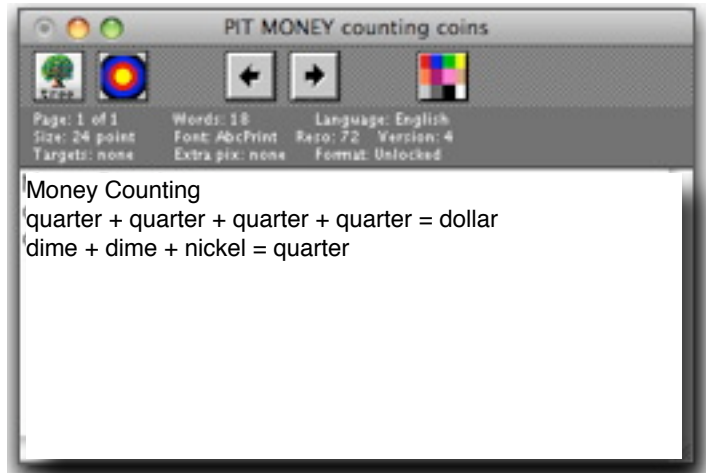 PIT MONEY counting coins
tree
Page: 1 of 1 Words: 18 Language: English
Size: 24 point Font: AbcPrint Reso: 72 Version: 4
Targets: none Extra pix: none Format: Unlocked
Money Counting
quarter + quarter + quarter + quarter = dollar
dime + dime + nickel = quarter